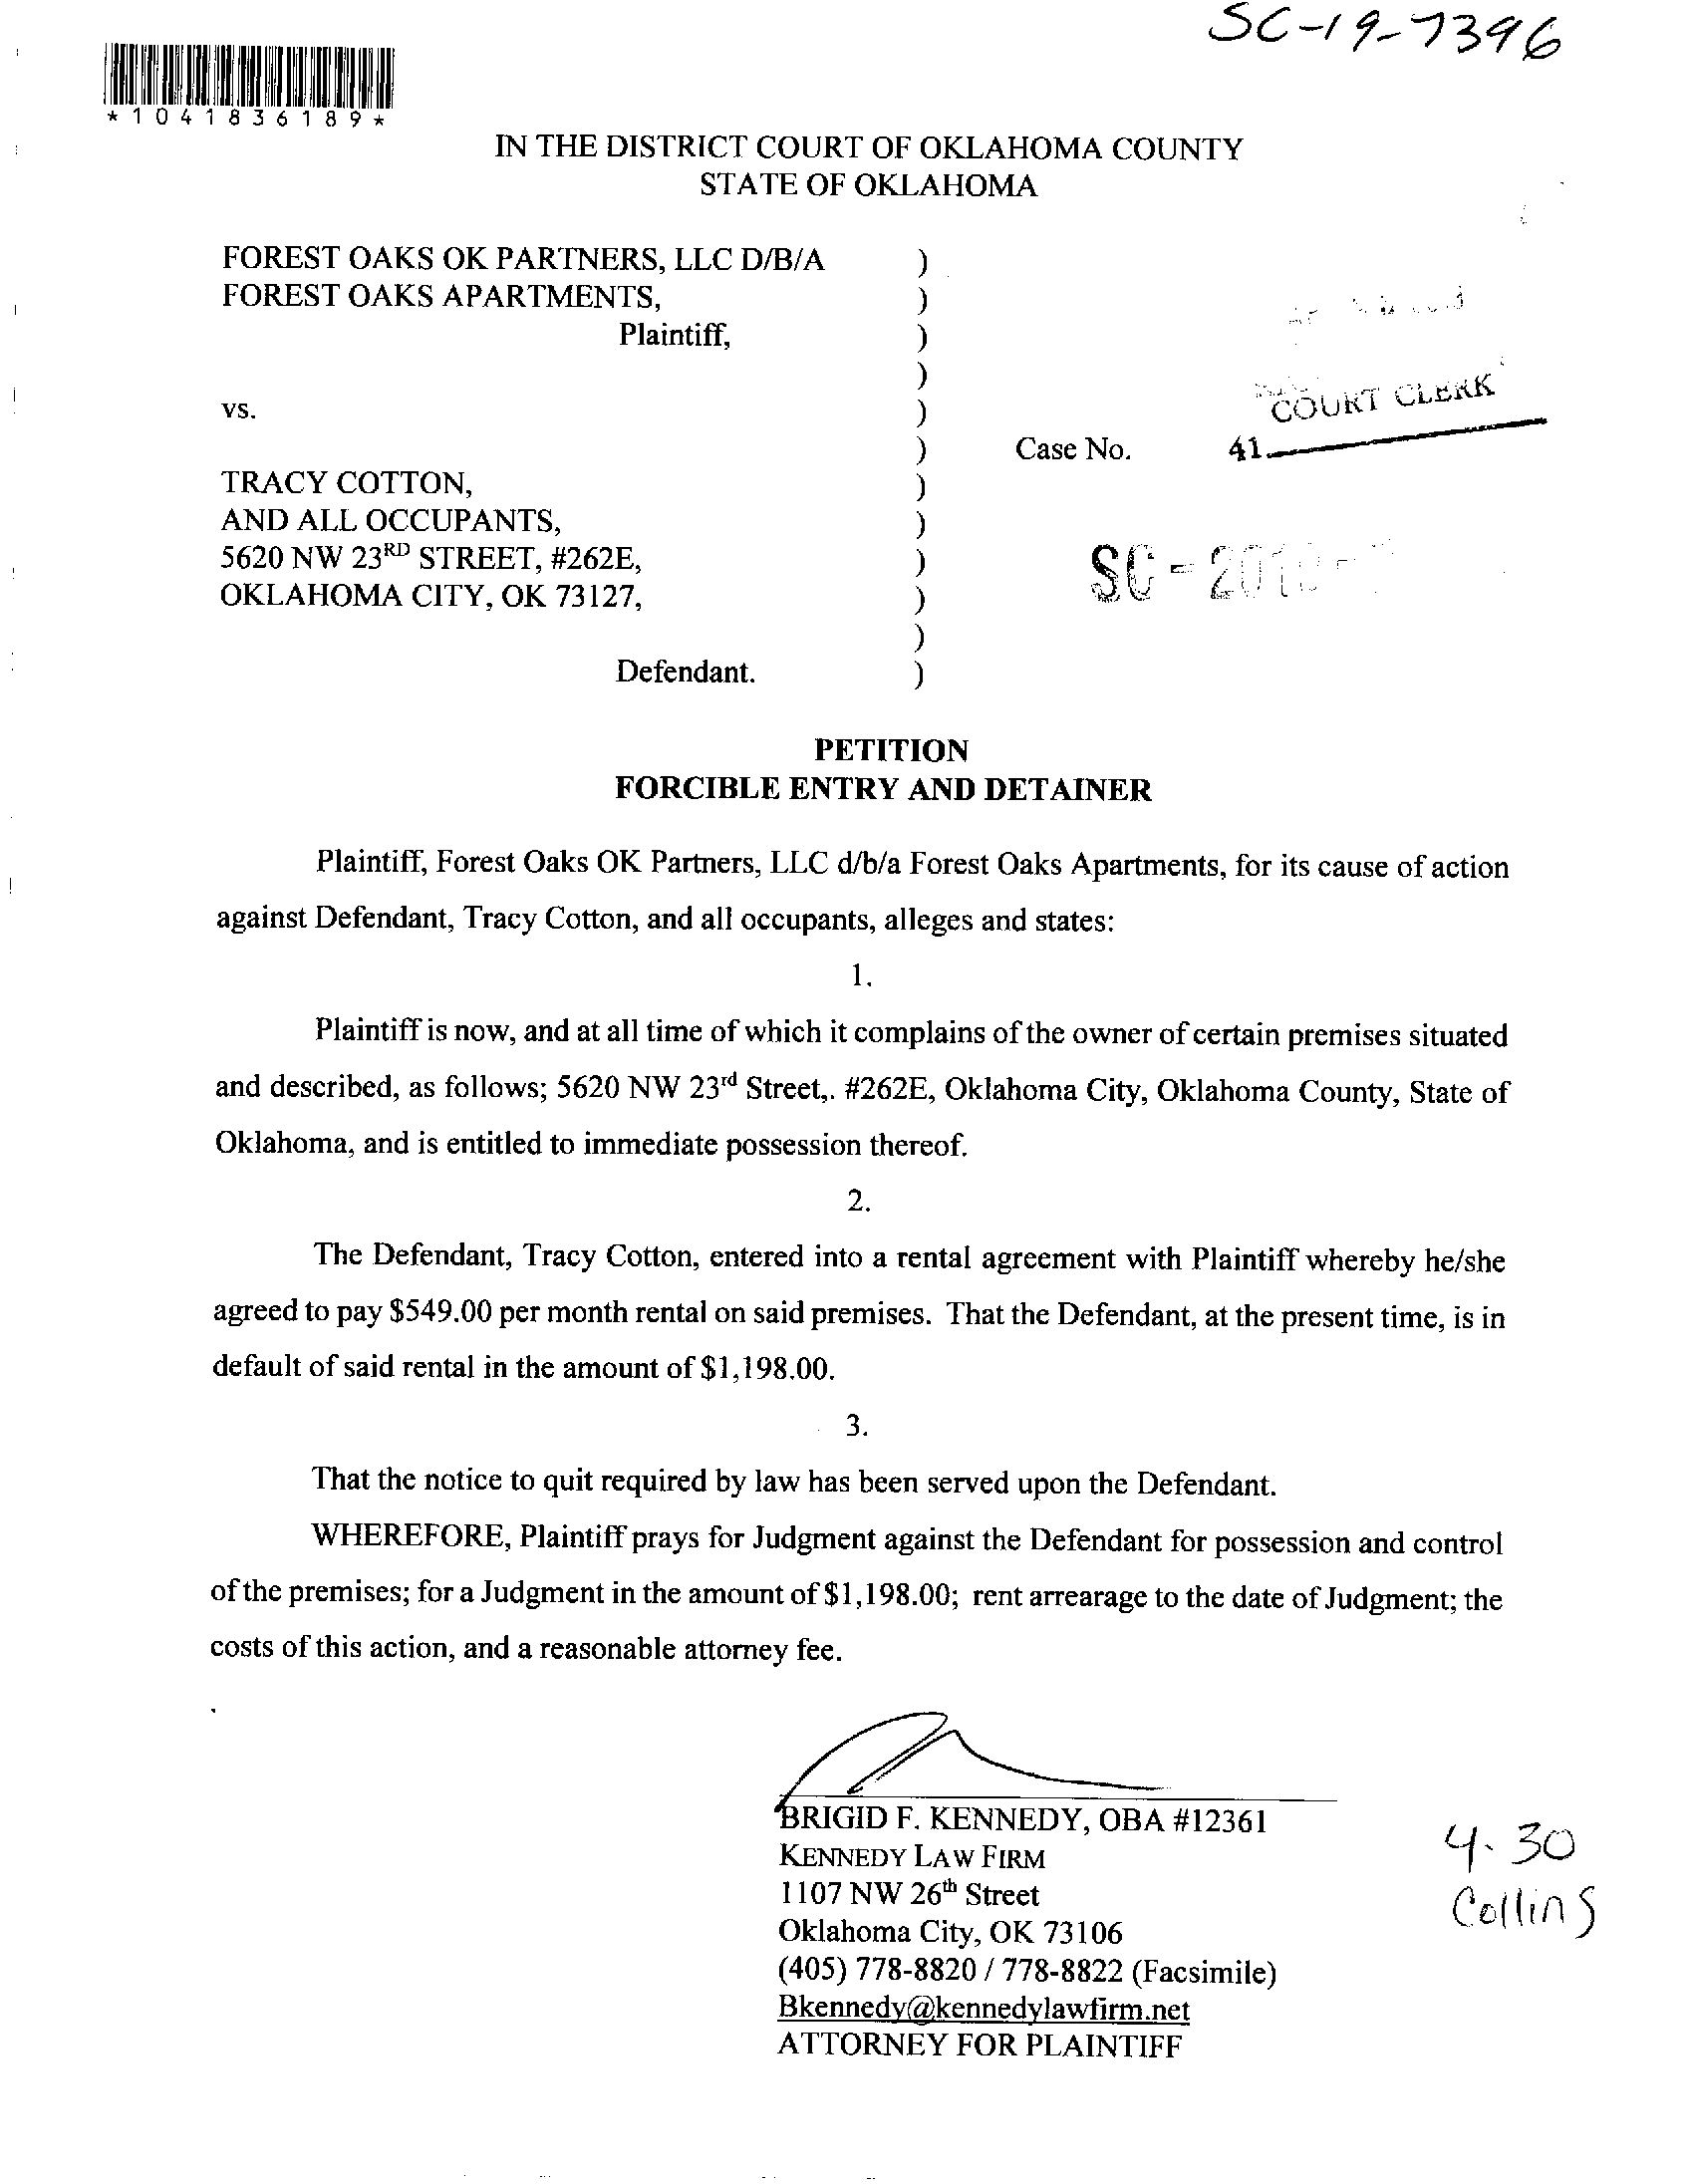 SC-19-7396
*1041836189*
IN THE DISTRICT COURT OF OKLAHOMA COUNTY
STATE OF OKLAHOMA
FOREST OAKS OK PARTNERS, LLC D/B/A )
FOREST OAKS APARTMENTS, )
Plaintiff, )
)
vs. )
COURT CLERK
) Case No. 41
TRACY COTTON, )
AND ALL OCCUPANTS, )
5620 NW 23RD STREET, #262E, )
OKLAHOMA CITY, OK 73127, )
SC-
)
Defendant. )
PETITION
FORCIBLE ENTRY AND DETAINER
Plaintiff, Forest Oaks OK Partners, LLC d/b/a Forest Oaks Apartments, for its cause of action
against Defendant, Tracy Cotton, and all occupants, alleges and states:
1.
Plaintiff is now, and at all time of which it complains of the owner of certain premises situated
and described, as follows; 5620 NW 23rd Street,. #262E, Oklahoma City, Oklahoma County, State of
Oklahoma, and is entitled to immediate possession thereof.
2.
The Defendant, Tracy Cotton, entered into a rental agreement with Plaintiff whereby he/she
agreed to pay $549.00 per month rental on said premises. That the Defendant, at the present time, is in
default of said rental in the amount of $1,198.00.
3.
That the notice to quit required by law has been served upon the Defendant.
WHEREFORE, Plaintiff prays for Judgment against the Defendant for possession and control
of the premises; for a Judgment in the amount of $1,198.00; rent arrearage to the date of Judgment; the
costs of this action, and a reasonable attorney fee.
BRIGID F. KENNEDY, OBA #12361
KENNEDY LAW FIRM
1107 NW 26th Street
Oklahoma City, OK 73106
(405) 778-8820 / 778-8822 (Facsimile)
Bkennedy@kennedylawfirm.net
ATTORNEY FOR PLAINTIFF
4.30
Collins